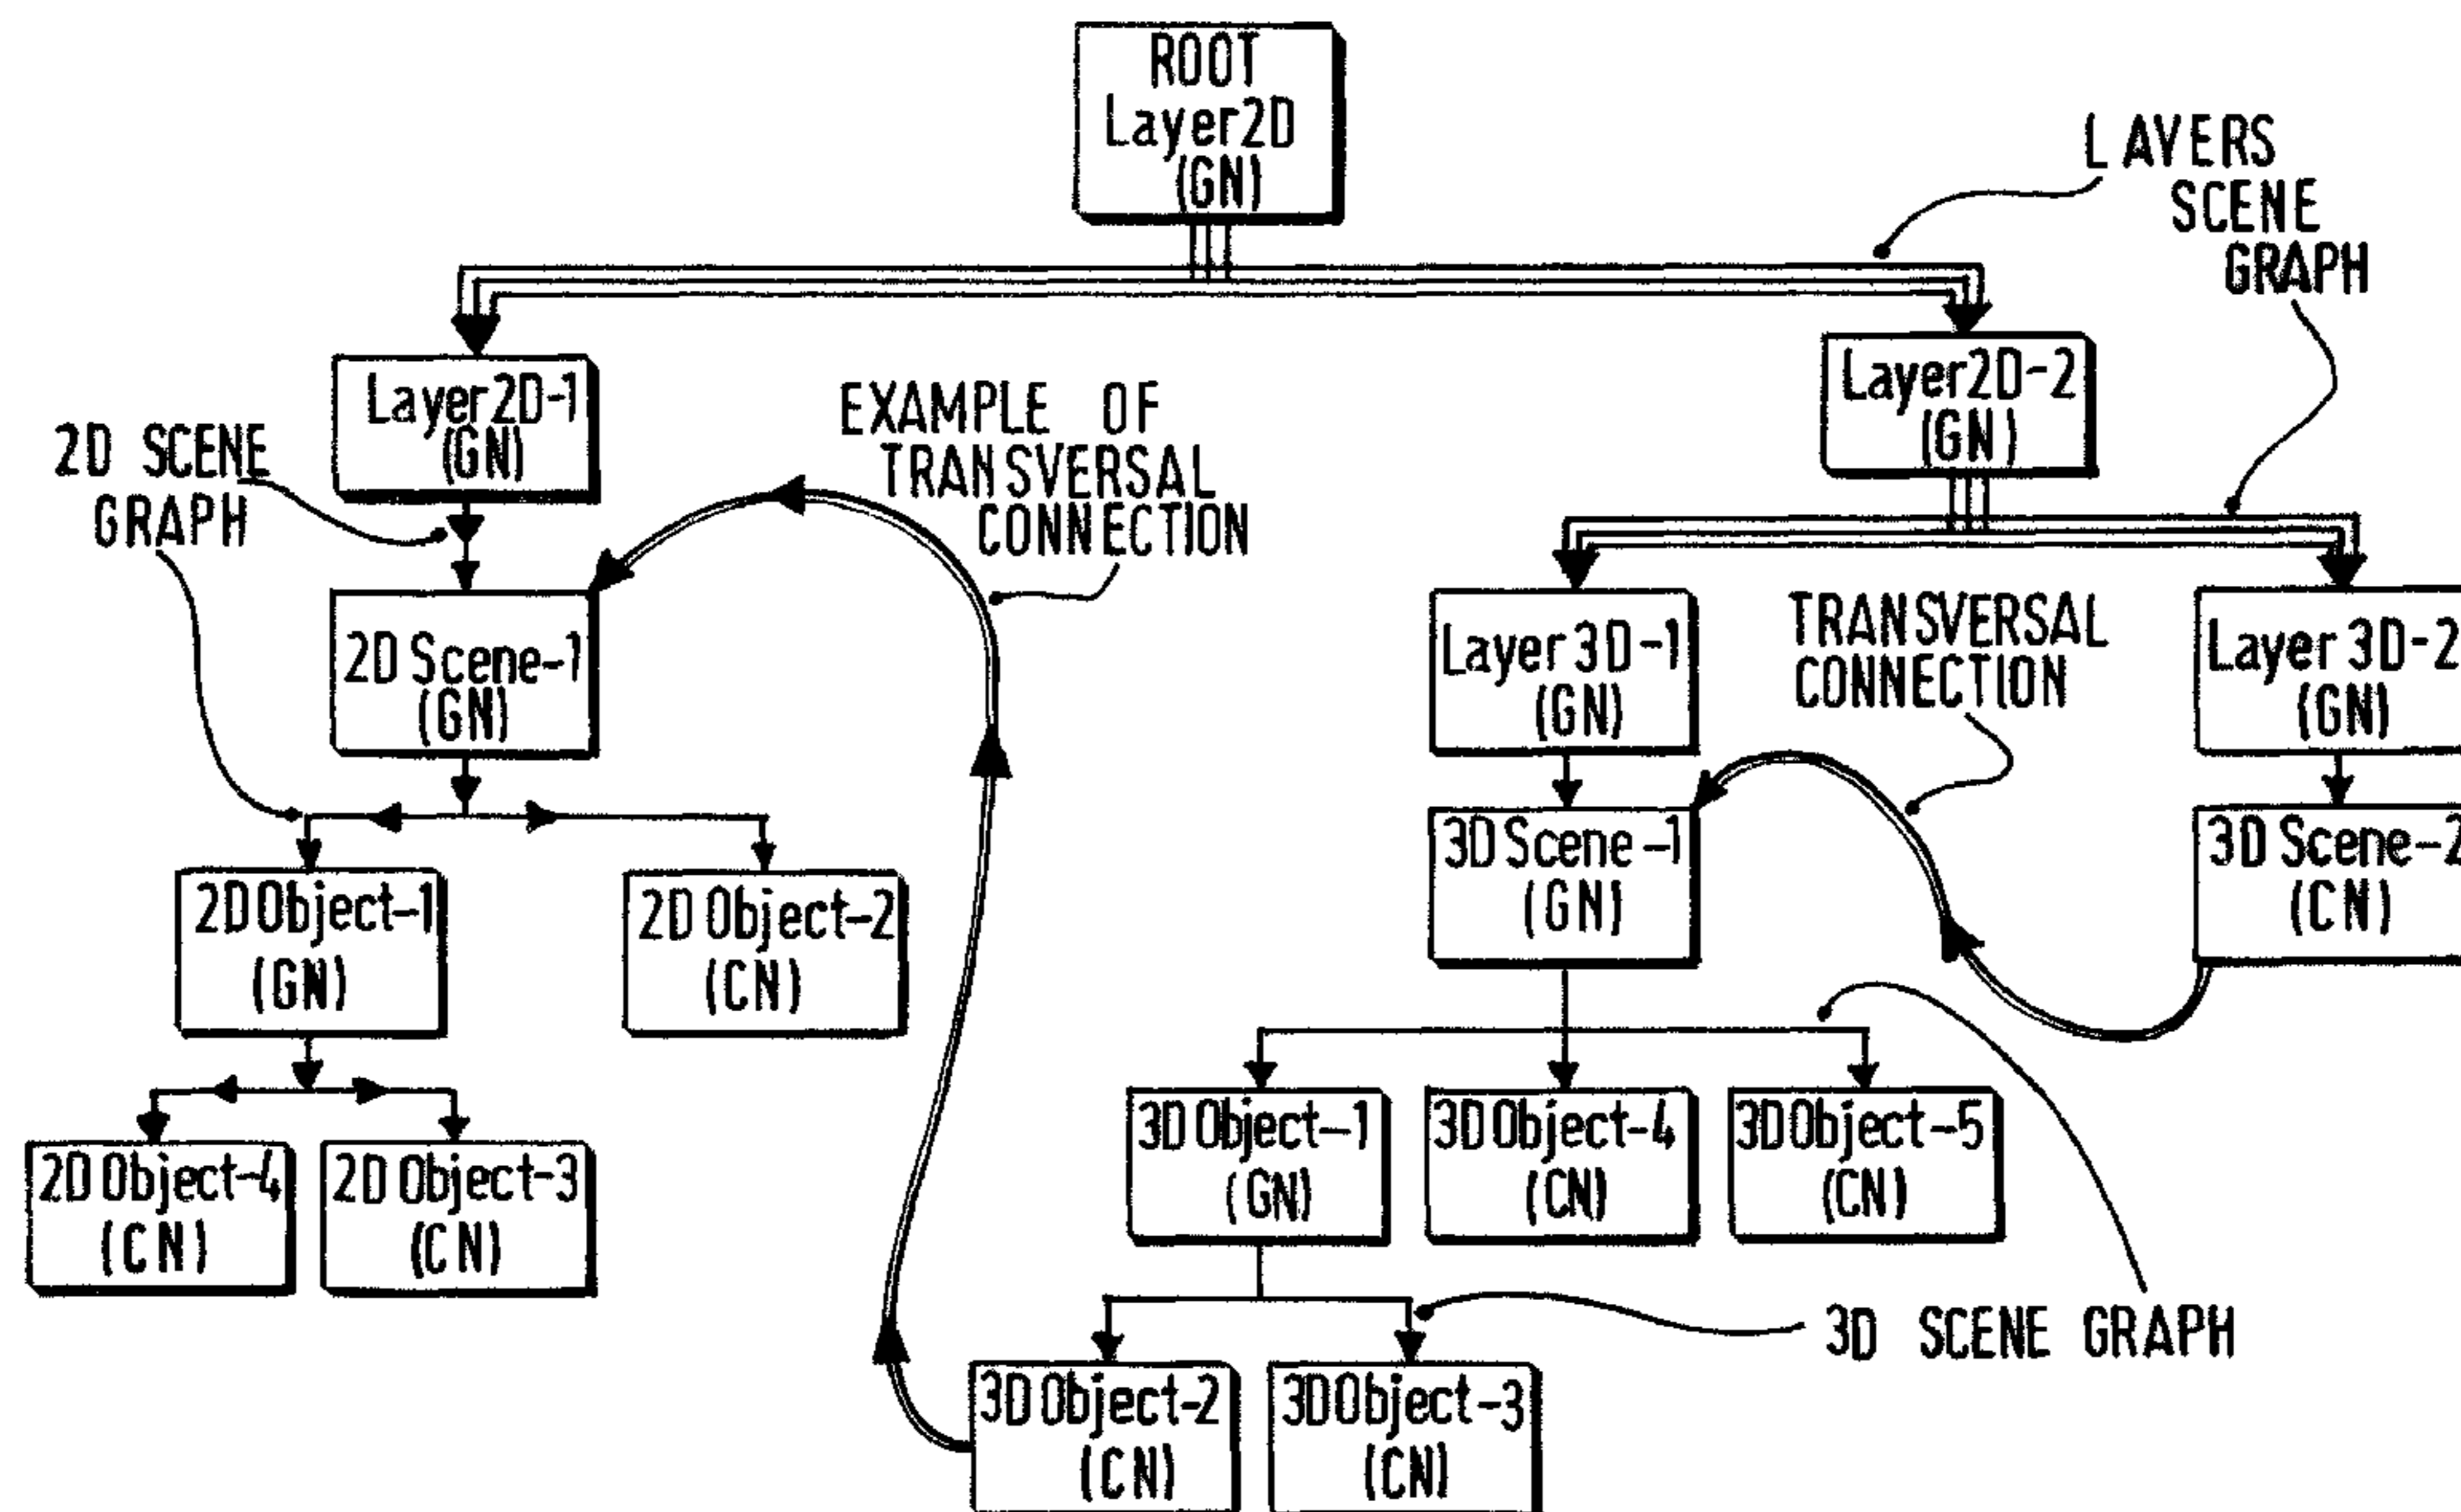 ROOT
Layer2D
(GN)
LAYERS
SCENE
GRAPH
Layer2D-1
(GN)
Layer2D-2
(GN)
2D SCENE
GRAPH
EXAMPLE OF
TRANSVERSAL
CONNECTION
2D Scene-1
(GN)
Layer 3D-1
(GN)
TRANSVERSAL
CONNECTION
Layer 3D-2
(GN)
3D Scene-1
(GN)
3D Scene-2
(CN)
2D Object-1
(GN)
2D Object-2
(CN)
3D Object-1
(GN)
3D Object-4
(CN)
3D Object-5
(CN)
2D Object-4
(CN)
2D Object-3
(CN)
3D SCENE GRAPH
3D Object-2
(CN)
3D Object-3
(CN)